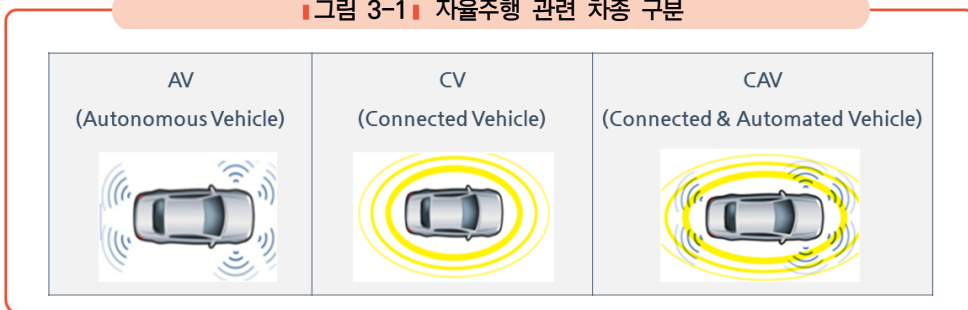 ▮그림 3-1▮ 자율주행 관련 차종 구분
AV
(Autonomous Vehicle)
CV
(Connected Vehicle)
CAV
(Connected & Automated Vehicle)